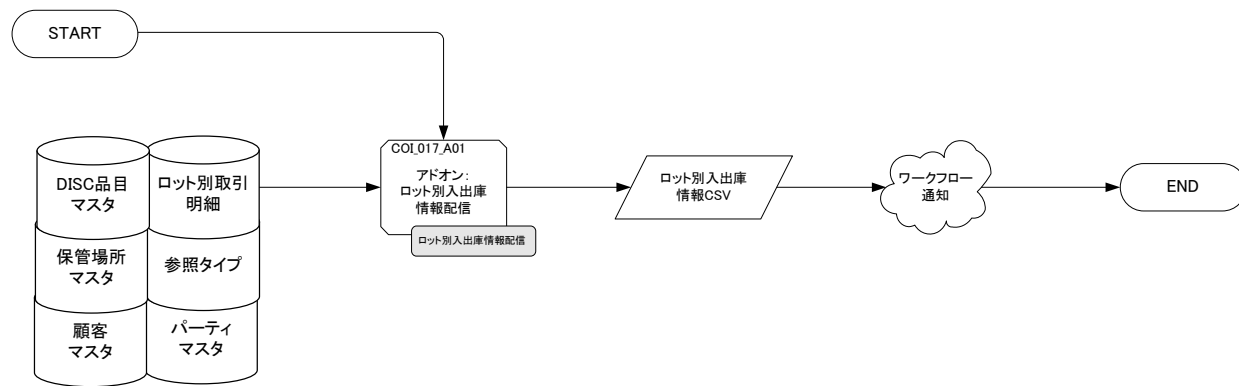 START
COI_017_A01
アドオン：
ロット別入出庫
情報配信
ロット別入出庫情報配信
DISC品目
マスタ
ロット別取引
明細
保管場所
マスタ
参照タイプ
顧客
マスタ
パーティ
マスタ
ロット別入出庫
情報CSV
ワークフロー
通知
END